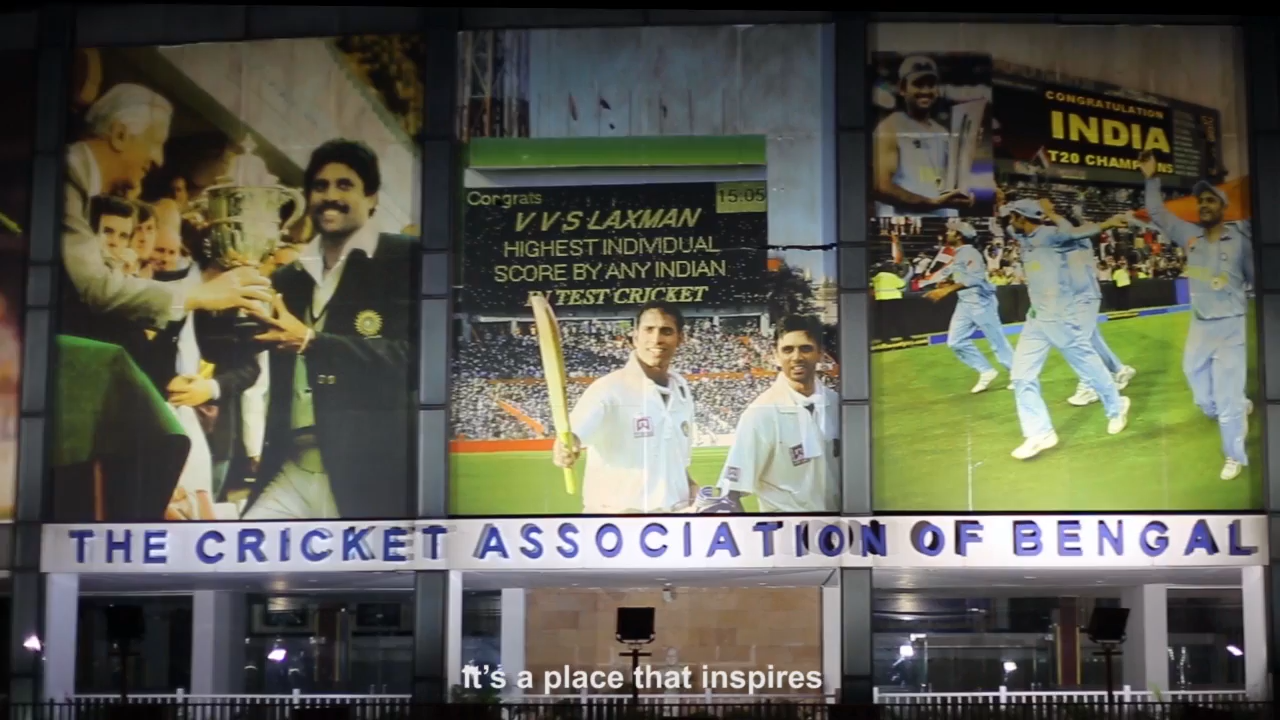 Congrats 15.05
V V S LAXMAN
HIGHEST INDIVIDUAL
SCORE BY ANY INDIAN
IN TEST CRICKET
CONGRATULATION
INDIA
T20 CHAMPIONS
THE CRICKET ASSOCIATION OF BENGAL
It's a place that inspires